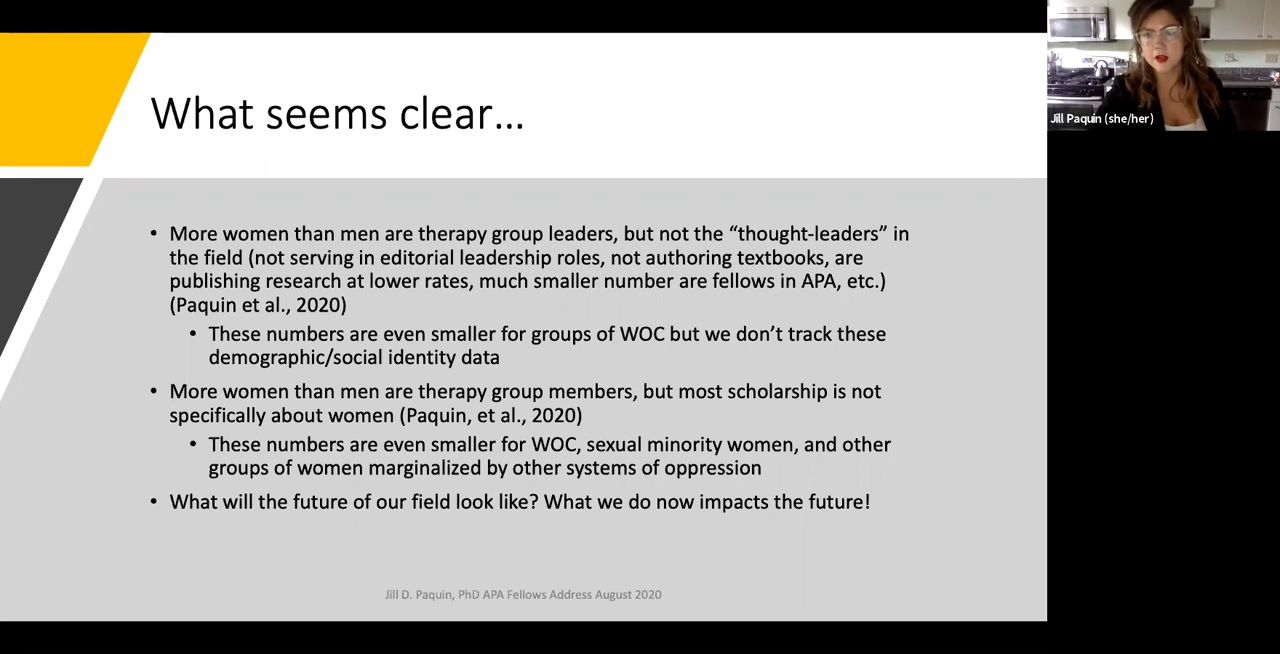 What seems clear...
• More women than men are therapy group leaders, but not the “thought-leaders” in
the field (not serving in editorial leadership roles, not authoring textbooks, are
publishing research at lower rates, much smaller number are fellows in APA, etc.)
(Paquin et al., 2020)
• These numbers are even smaller for groups of WOC but we don’t track these
demographic/social identity data
• More women than men are therapy group members, but most scholarship is not
specifically about women (Paquin, et al., 2020)
• These numbers are even smaller for WOC, sexual minority women, and other
groups of women marginalized by other systems of oppression
• What will the future of our field look like? What we do now impacts the future!
Jill D. Paquin, PhD APA Fellows Address August 2020
Jill Paquin (she/her)